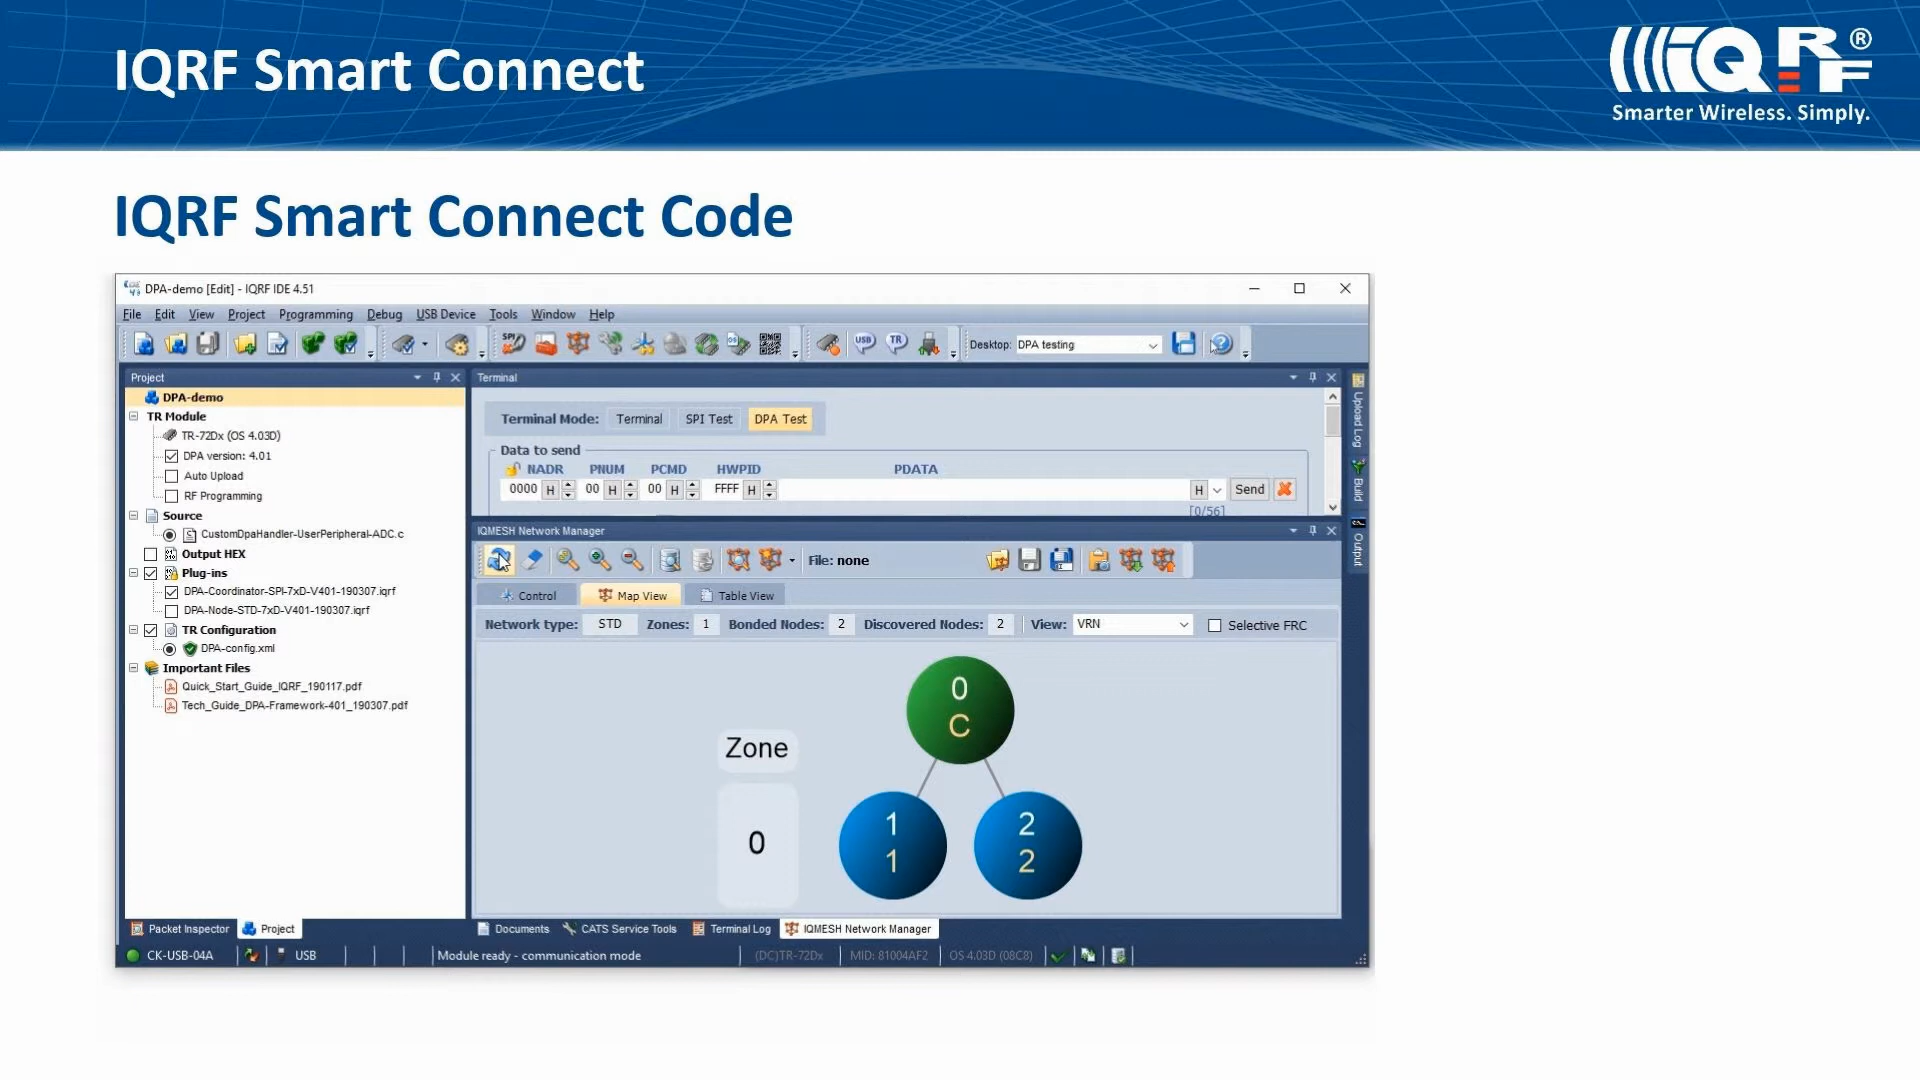 IQRF Smart Connect
IQRF®
Smarter Wireless. Simply.
IQRF Smart Connect Code
DPA-demo [Edit] - IQRF IDE 4.51
File Edit View Project Programming Debug USB Device Tools Window Help
SPI OS USB TR Desktop: DPA testing
Project
DPA-demo
TR Module
TR-72Dx (OS 4.03D)
DPA version: 4.01
Auto Upload
RF Programming
Source
CustomDpaHandler-UserPeripheral-ADC.c
Output HEX
Plug-ins
DPA-Coordinator-SPI-7xD-V401-190307.iqrf
DPA-Node-STD-7xD-V401-190307.iqrf
TR Configuration
DPA-config.xml
Important Files
Quick_Start_Guide_IQRF_190117.pdf
Tech_Guide_DPA-Framework-401_190307.pdf
Terminal
Terminal Mode: Terminal SPI Test DPA Test
Data to send
NADR PNUM PCMD HWPID PDATA
0000 H 00 H 00 H FFFF H H Send
[0/56]
IQMESH Network Manager
File: none
Control Map View Table View
Network type: STD Zones: 1 Bonded Nodes: 2 Discovered Nodes: 2 View: VRN Selective FRC
0
C
Zone
0
1
1
2
2
Upload Log
Build
Output
Packet Inspector Project
Documents CATS Service Tools Terminal Log IQMESH Network Manager
CK-USB-04A USB Module ready - communication mode (DC)TR-72Dx MID: 81004AF2 OS 4.03D (08C8)